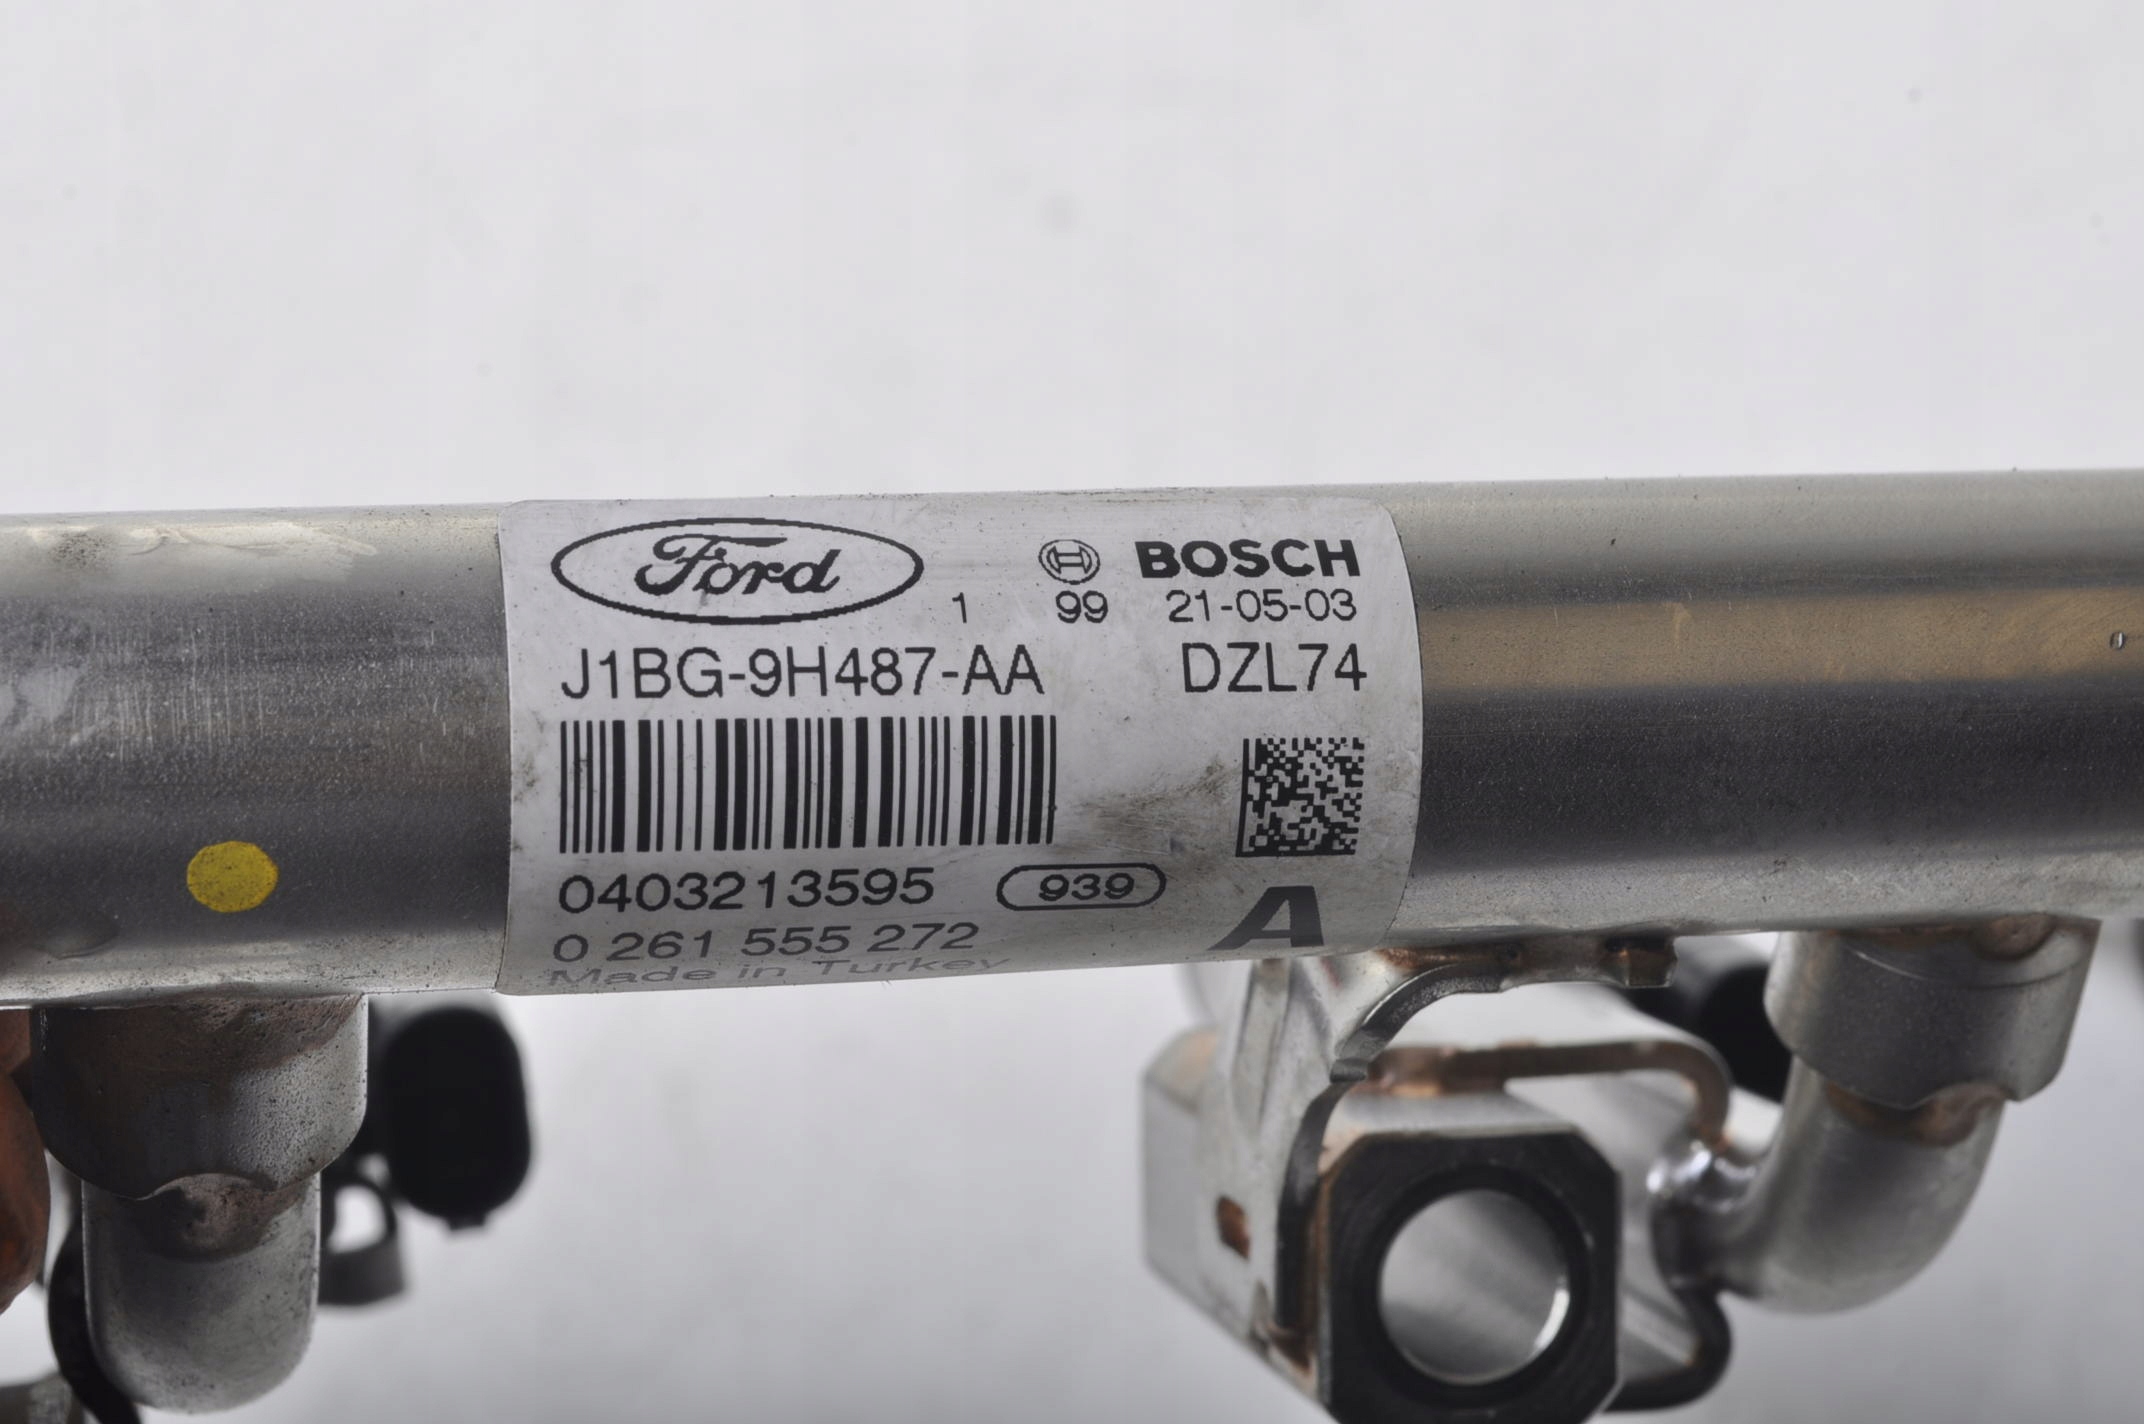 Ford
BOSCH
1 99 21-05-03
J1BG-9H487-AA DZL74
0403213595 939
A
0 261 555 272
Made in Turkey